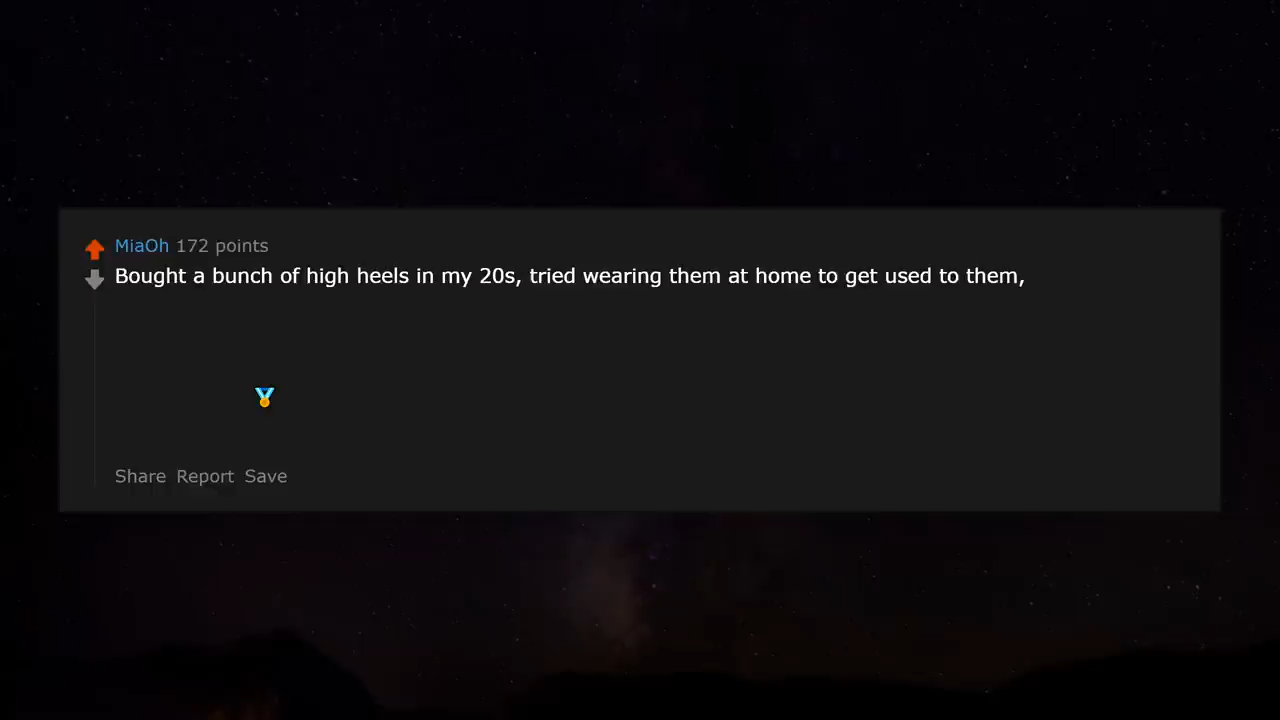 MiaOh 172 points
Bought a bunch of high heels in my 20s, tried wearing them at home to get used to them,
Share Report Save